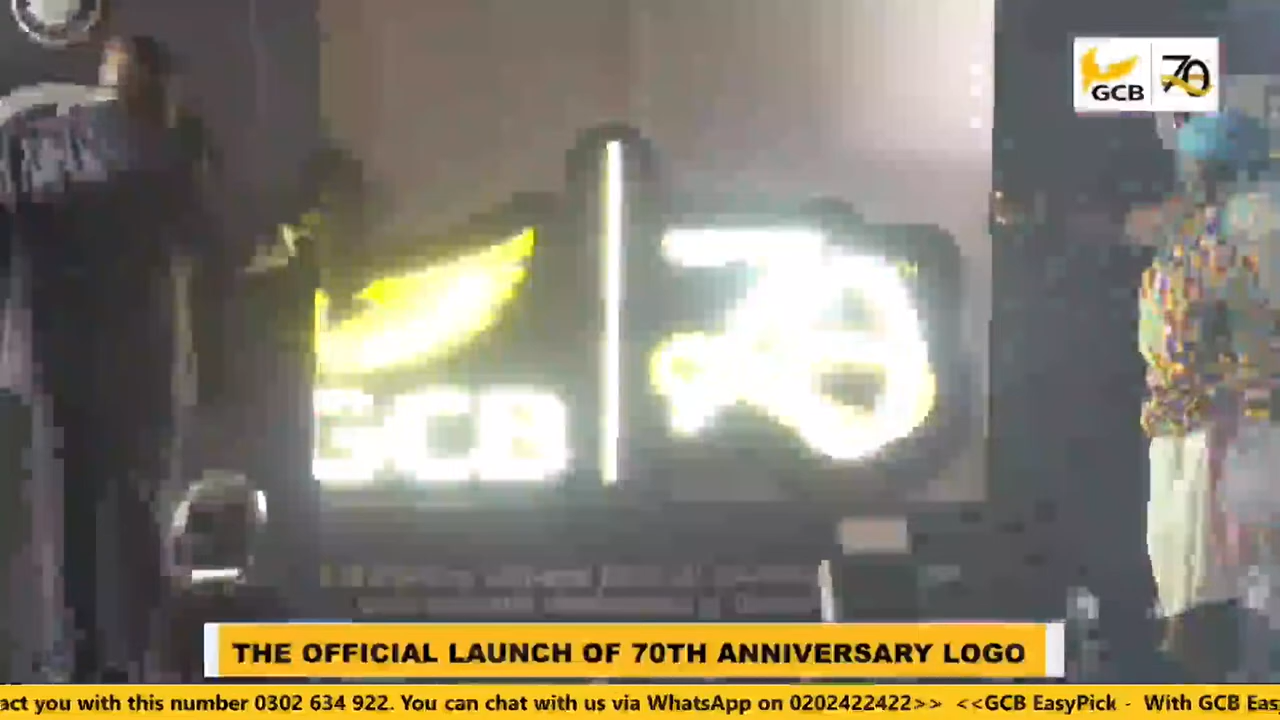 GCB 70
GCB 70
THE OFFICIAL LAUNCH OF 70TH ANNIVERSARY LOGO
act you with this number 0302 634 922. You can chat with us via WhatsApp on 0202422422>> <<GCB EasyPick - With GCB Eas